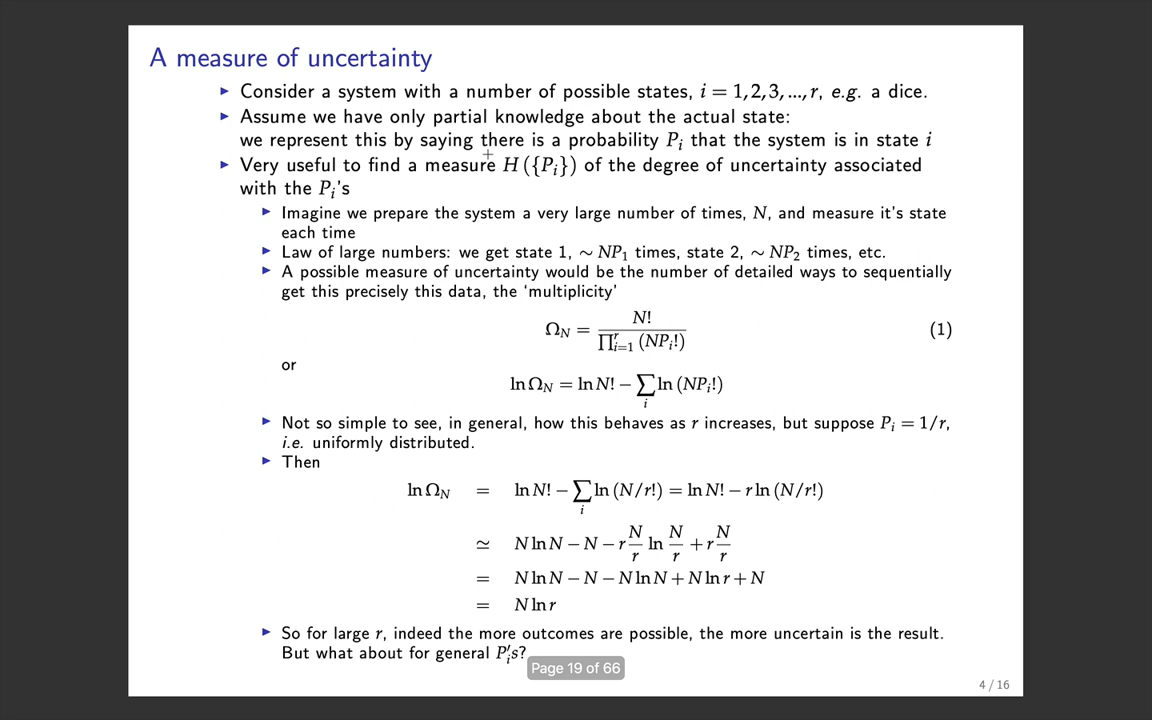 A measure of uncertainty
▶ Consider a system with a number of possible states, i = 1,2,3,...,r, e.g. a dice.
▶ Assume we have only partial knowledge about the actual state:
we represent this by saying there is a probability P_i that the system is in state i
▶ Very useful to find a measure H({P_i}) of the degree of uncertainty associated
with the P_i's
▶ Imagine we prepare the system a very large number of times, N, and measure it's state
each time
▶ Law of large numbers: we get state 1, ∼ NP_1 times, state 2, ∼ NP_2 times, etc.
▶ A possible measure of uncertainty would be the number of detailed ways to sequentially
get this precisely this data, the ‘multiplicity’
Ω_N = N! / ∏_{i=1}^{r} (NP_i!) (1)
or
ln Ω_N = ln N! − ∑_i ln (NP_i!)
▶ Not so simple to see, in general, how this behaves as r increases, but suppose P_i = 1/r,
i.e. uniformly distributed.
▶ Then
ln Ω_N = ln N! − ∑_i ln (N/r!) = ln N! − r ln (N/r!)
≃ N ln N − N − r N/r ln N/r + r N/r
= N ln N − N − N ln N + N ln r + N
= N ln r
▶ So for large r, indeed the more outcomes are possible, the more uncertain is the result.
But what about for general P_i's?
Page 19 of 66
4 / 16